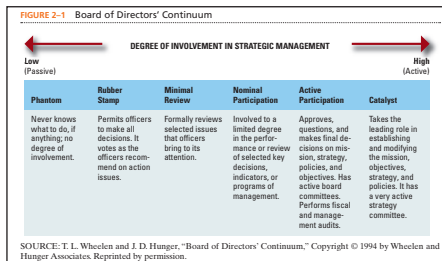 FIGURE 2–1 Board of Directors' Continuum
DEGREE OF INVOLVEMENT IN STRATEGIC MANAGEMENT
Low
(Passive)
High
(Active)
Phantom
Never knows
what to do, if
anything; no
degree of
involvement.
Rubber
Stamp
Permits officers
to make all
decisions. It
votes as the
officers recom-
mend on action
issues.
Minimal
Review
Formally reviews
selected issues
that officers
bring to its
attention.
Nominal
Participation
Involved to a
limited degree
in the perfor-
mance or review
of selected key
decisions,
indicators, or
programs of
management.
Active
Participation
Approves,
questions, and
makes final de-
cisions on mis-
sion, strategy,
policies, and
objectives. Has
active board
committees.
Performs fiscal
and manage-
ment audits.
Catalyst
Takes the
leading role in
establishing
and modifying
the mission,
objectives,
strategy, and
policies. It has
a very active
strategy
committee.
SOURCE: T. L. Wheelen and J. D. Hunger, "Board of Directors' Continuum," Copyright © 1994 by Wheelen and
Hunger Associates. Reprinted by permission.